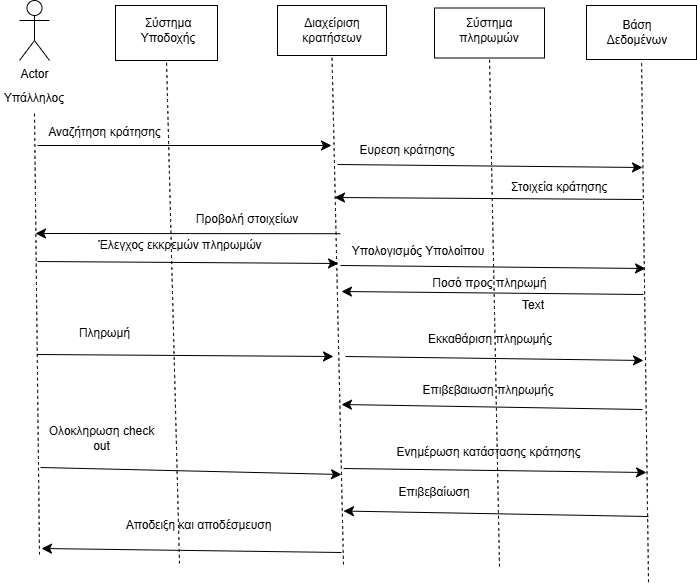 Σύστημα
Υποδοχής
Διαχείριση
κρατήσεων
Σύστημα
πληρωμών
Βάση
Δεδομένων
Actor
Υπάλληλος
Αναζήτηση κράτησης
Ευρεση κράτησης
Στοιχεία κράτησης
Προβολή στοιχείων
Έλεγχος εκκρεμών πληρωμών
Υπολογισμός Υπολοίπου
Ποσό προς πληρωμή
Text
Πληρωμή
Εκκαθάριση πληρωμής
Επιβεβαιωση πληρωμής
Ολοκληρωση check
out
Ενημέρωση κατάστασης κράτησης
Επιβεβαίωση
Αποδειξη και αποδέσμευση